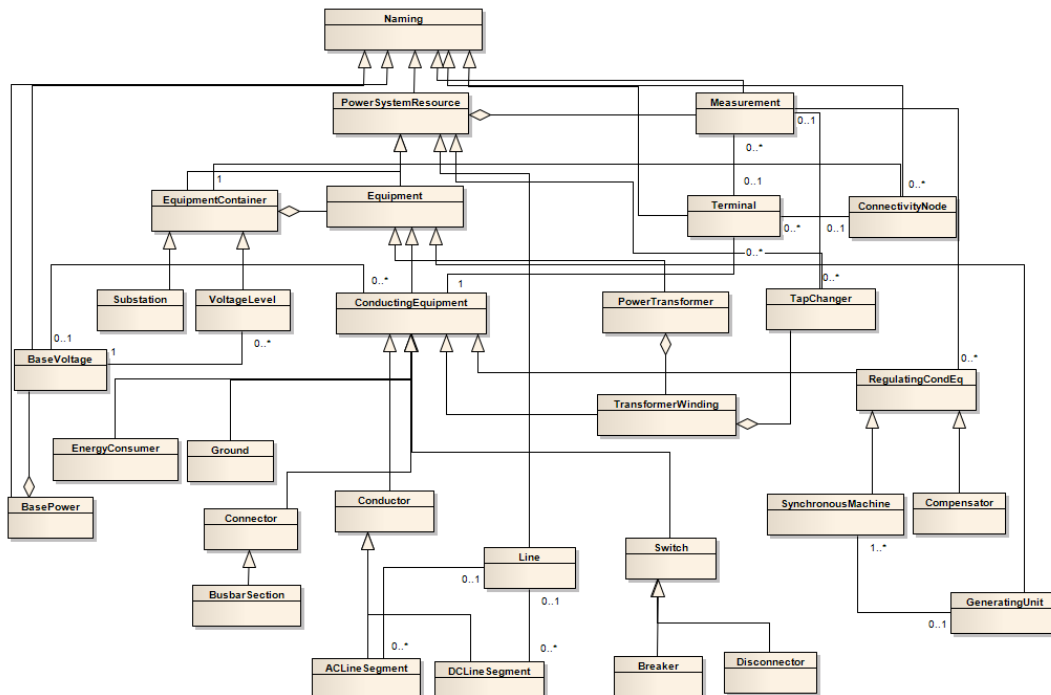 Naming
PowerSystemResource
Measurement
0..1
0..*
1
0..1
0..*
EquipmentContainer
Equipment
Terminal
ConnectivityNode
0..*
0..1
0..*
0..*
0..*
1
Substation
VoltageLevel
ConductingEquipment
PowerTransformer
TapChanger
0..1
1
0..*
0..*
BaseVoltage
RegulatingCondEq
TransformerWinding
EnergyConsumer
Ground
BasePower
Connector
Conductor
SynchronousMachine
Compensator
Line
Switch
1..*
0..1
0..1
BusbarSection
GeneratingUnit
0..1
0..*
0..*
ACLineSegment
DCLineSegment
Breaker
Disconnector